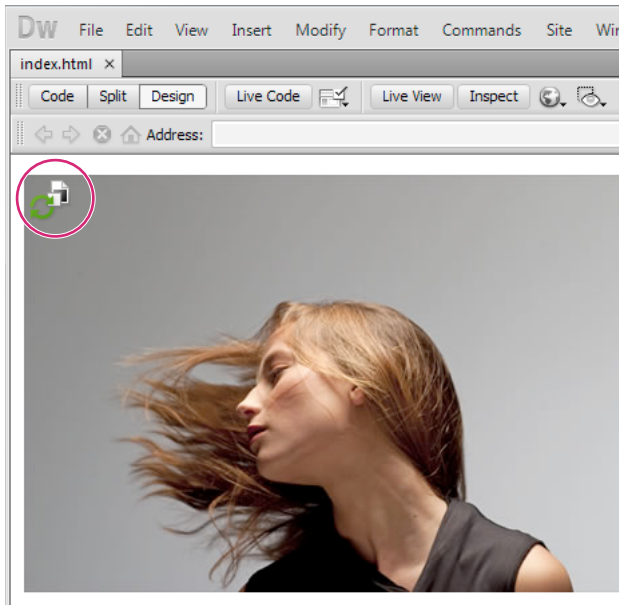 Dw File Edit View Insert Modify Format Commands Site
index.html ×
Code Split Design Live Code Live View Inspect
Address: